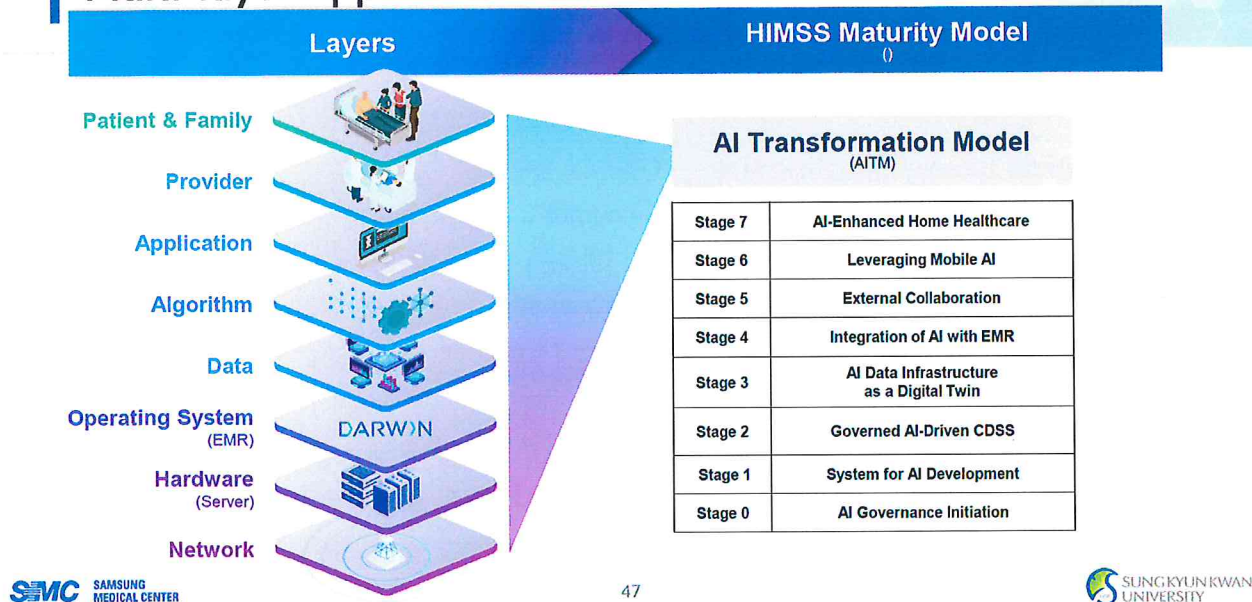 Layers
HIMSS Maturity Model
()
Patient & Family
Provider
Application
Algorithm
Data
Operating System
(EMR)
DARWIN
Hardware
(Server)
Network
AI Transformation Model
(AITM)
Stage 7 AI-Enhanced Home Healthcare
Stage 6 Leveraging Mobile AI
Stage 5 External Collaboration
Stage 4 Integration of AI with EMR
Stage 3 AI Data Infrastructure
as a Digital Twin
Stage 2 Governed AI-Driven CDSS
Stage 1 System for AI Development
Stage 0 AI Governance Initiation
SMC SAMSUNG
MEDICAL CENTER
47
SUNGKYUNKWAN
UNIVERSITY